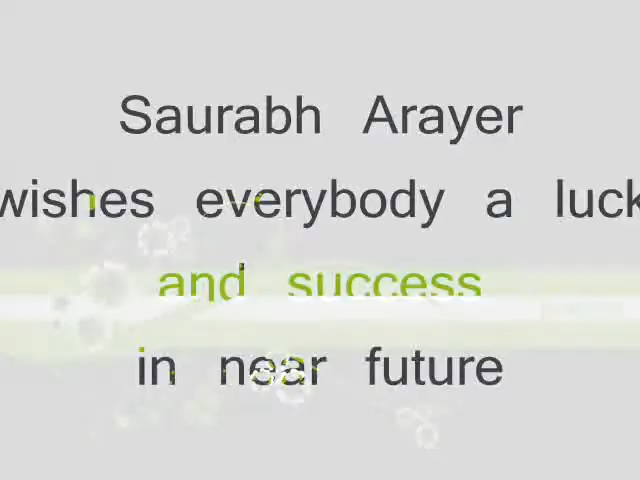 Saurabh Arayer
wishes everybody a luck
and success
in near future